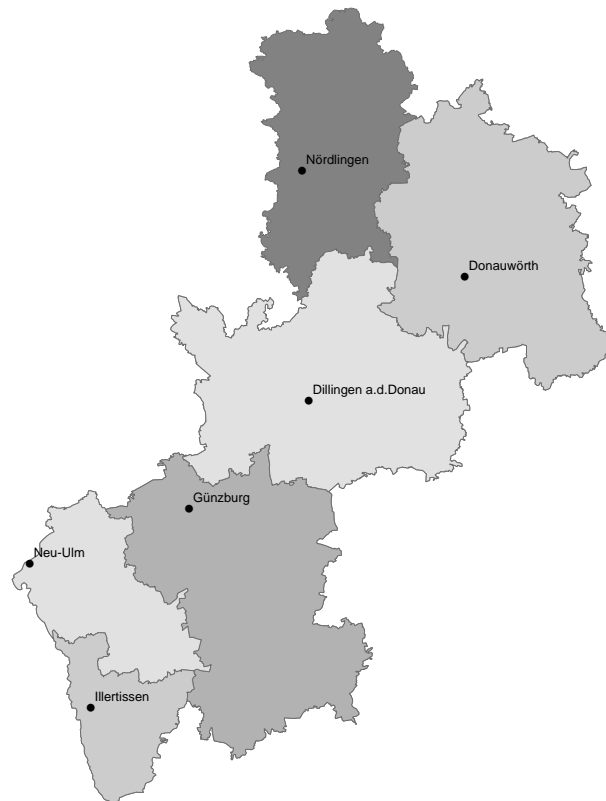 Nördlingen
Donauwörth
Dillingen a.d.Donau
Günzburg
Neu-Ulm
Illertissen